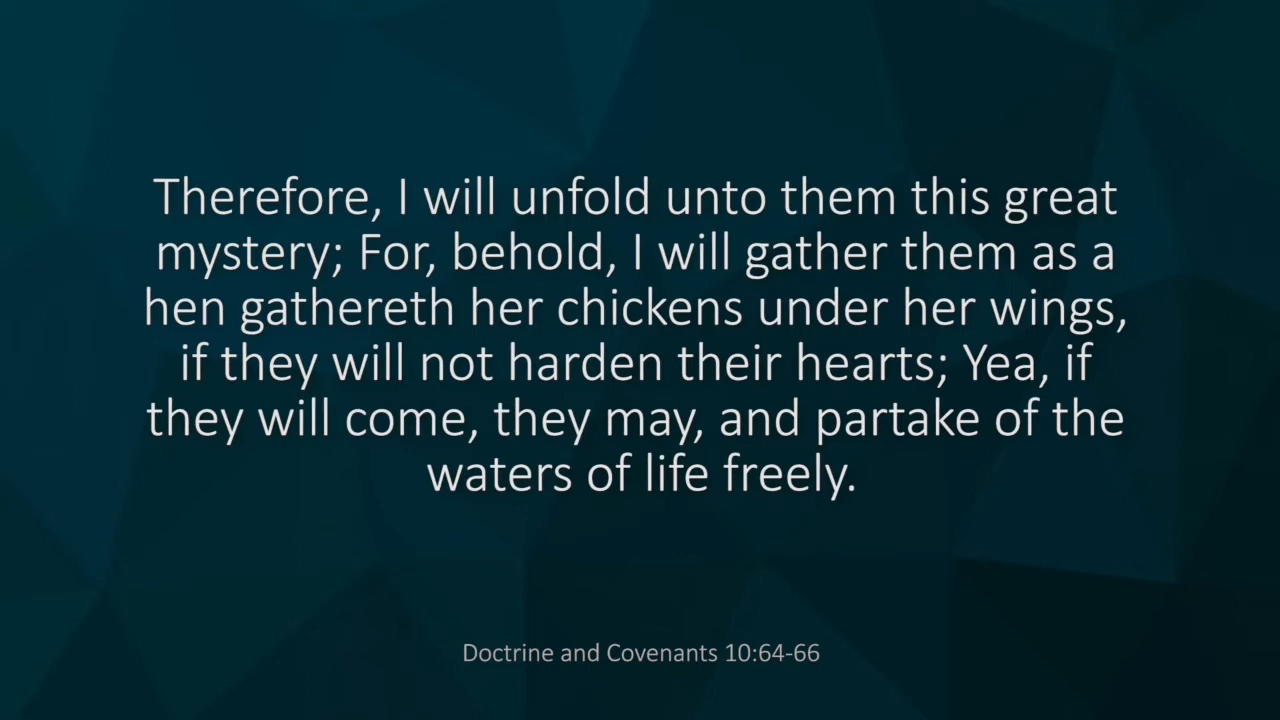 Therefore, I will unfold unto them this great
mystery; For, behold, I will gather them as a
hen gathereth her chickens under her wings,
if they will not harden their hearts; Yea, if
they will come, they may, and partake of the
waters of life freely.
Doctrine and Covenants 10:64-66